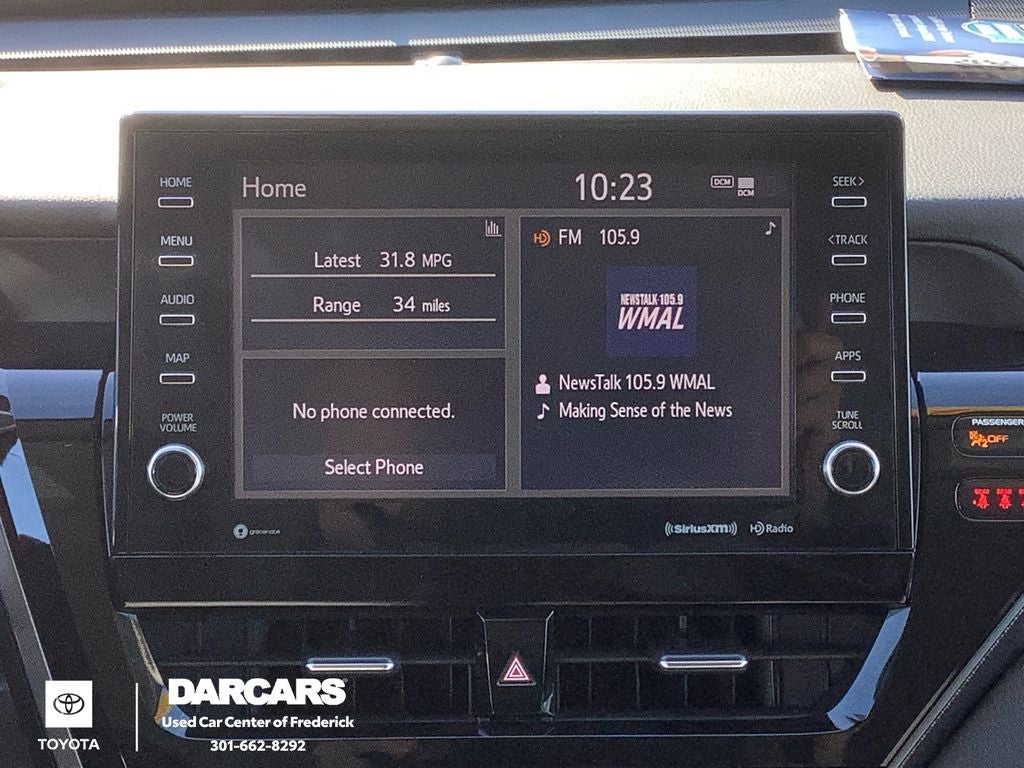 HOME
MENU
AUDIO
MAP
POWER
VOLUME
Home
10:23
DCM
DCM
Latest 31.8 MPG
Range 34 miles
No phone connected.
Select Phone
HD FM 105.9
NEWSTALK·105.9
WMAL
NewsTalk 105.9 WMAL
Making Sense of the News
SEEK>
<TRACK
PHONE
APPS
TUNE
SCROLL
gracenote
((SiriusXM))
HD Radio
PASSENGER
2 OFF
TOYOTA
DARCARS
Used Car Center of Frederick
301-662-8292